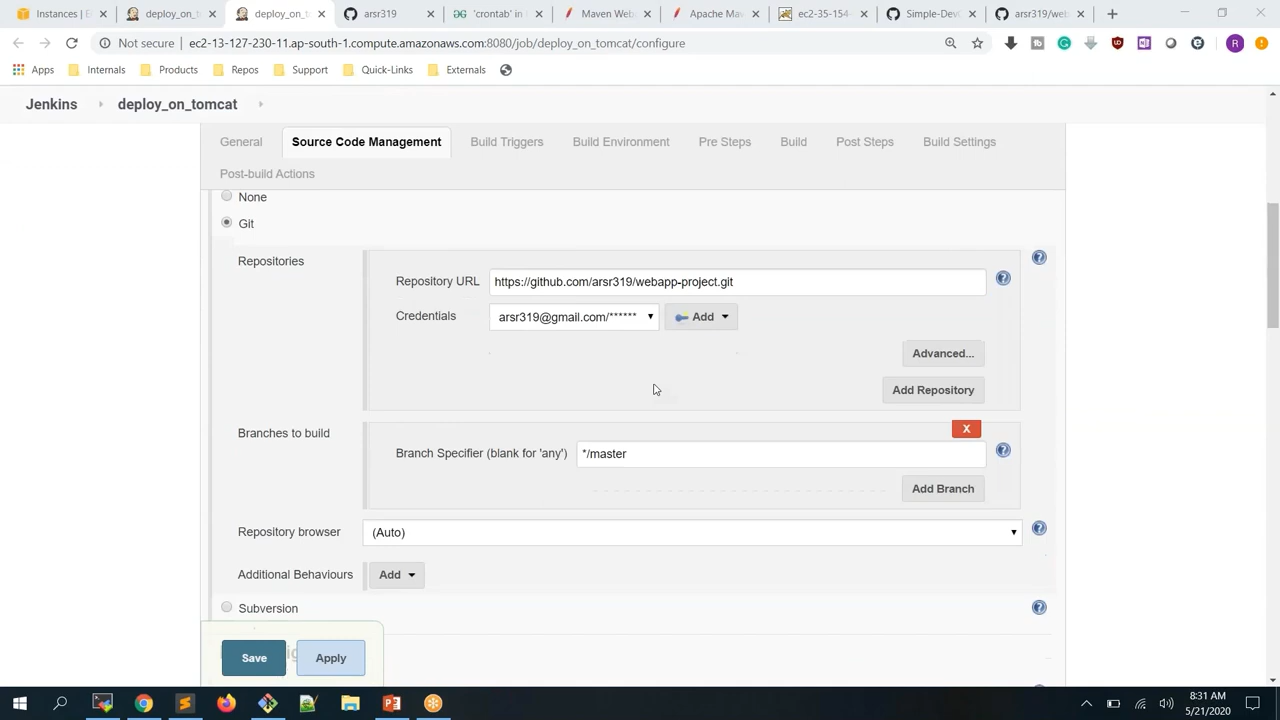 Instances | E
deploy_on_t
deploy_on_t
arsr319
'crontab' in
Maven Web
Apache Ma
ec2-35-154-
Simple-DevO
arsr319/web
Not secure
ec2-13-127-230-11.ap-south-1.compute.amazonaws.com:8080/job/deploy_on_tomcat/configure
R
Apps
Internals
Products
Repos
Support
Quick-Links
Externals
Jenkins
deploy_on_tomcat
General
Source Code Management
Build Triggers
Build Environment
Pre Steps
Build
Post Steps
Build Settings
Post-build Actions
None
Git
Repositories
Repository URL
https://github.com/arsr319/webapp-project.git
Credentials
arsr319@gmail.com/******
Add
Advanced...
Add Repository
Branches to build
X
Branch Specifier (blank for 'any')
*/master
Add Branch
Repository browser
(Auto)
Additional Behaviours
Add
Subversion
Save
Apply
8:31 AM
5/21/2020